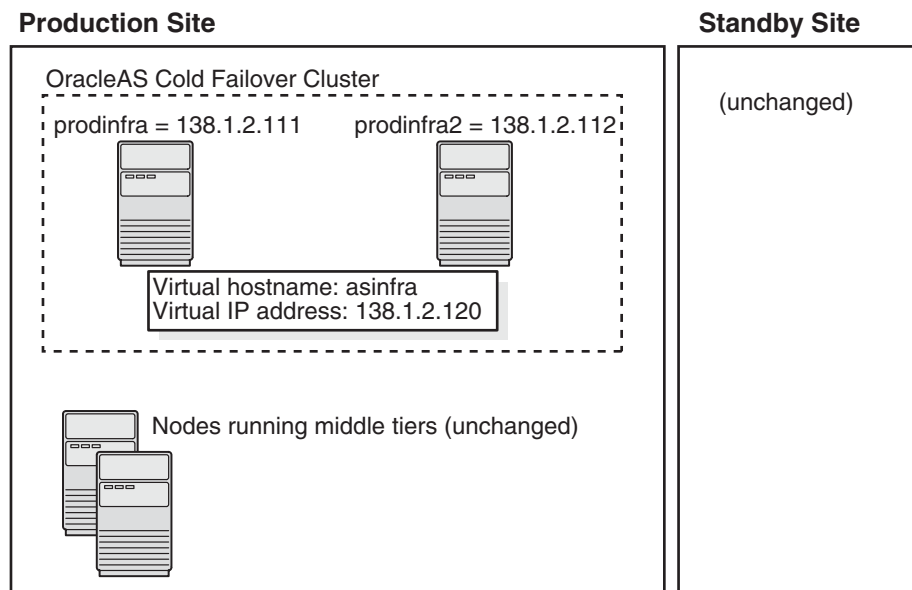 Production Site
Standby Site
OracleAS Cold Failover Cluster
(unchanged)
prodinfra = 138.1.2.111
prodinfra2 = 138.1.2.112
Virtual hostname: asinfra
Virtual IP address: 138.1.2.120
Nodes running middle tiers (unchanged)